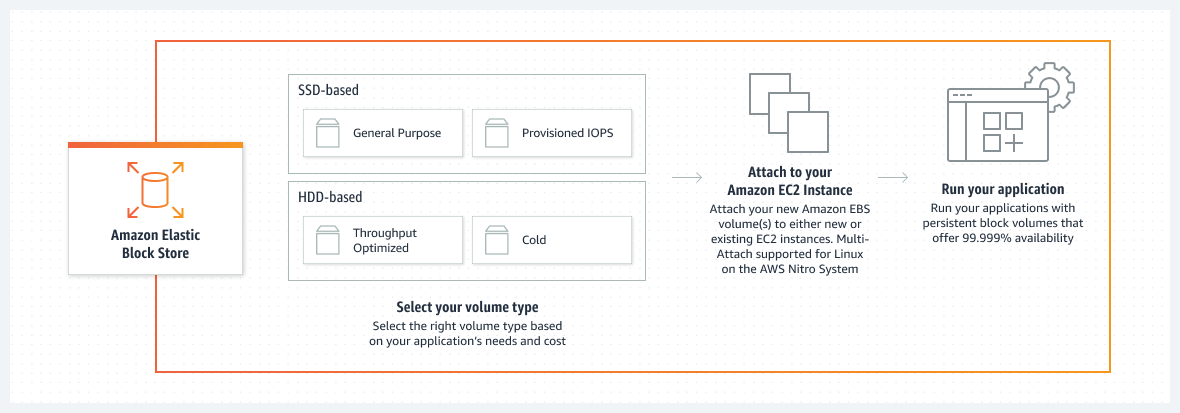 Amazon Elastic
Block Store
SSD-based
General Purpose
Provisioned IOPS
HDD-based
Throughput
Optimized
Cold
Select your volume type
Select the right volume type based
on your application's needs and cost
Attach to your
Amazon EC2 Instance
Attach your new Amazon EBS
volume(s) to either new or
existing EC2 instances. Multi-
Attach supported for Linux
on the AWS Nitro System
Run your application
Run your applications with
persistent block volumes that
offer 99.999% availability